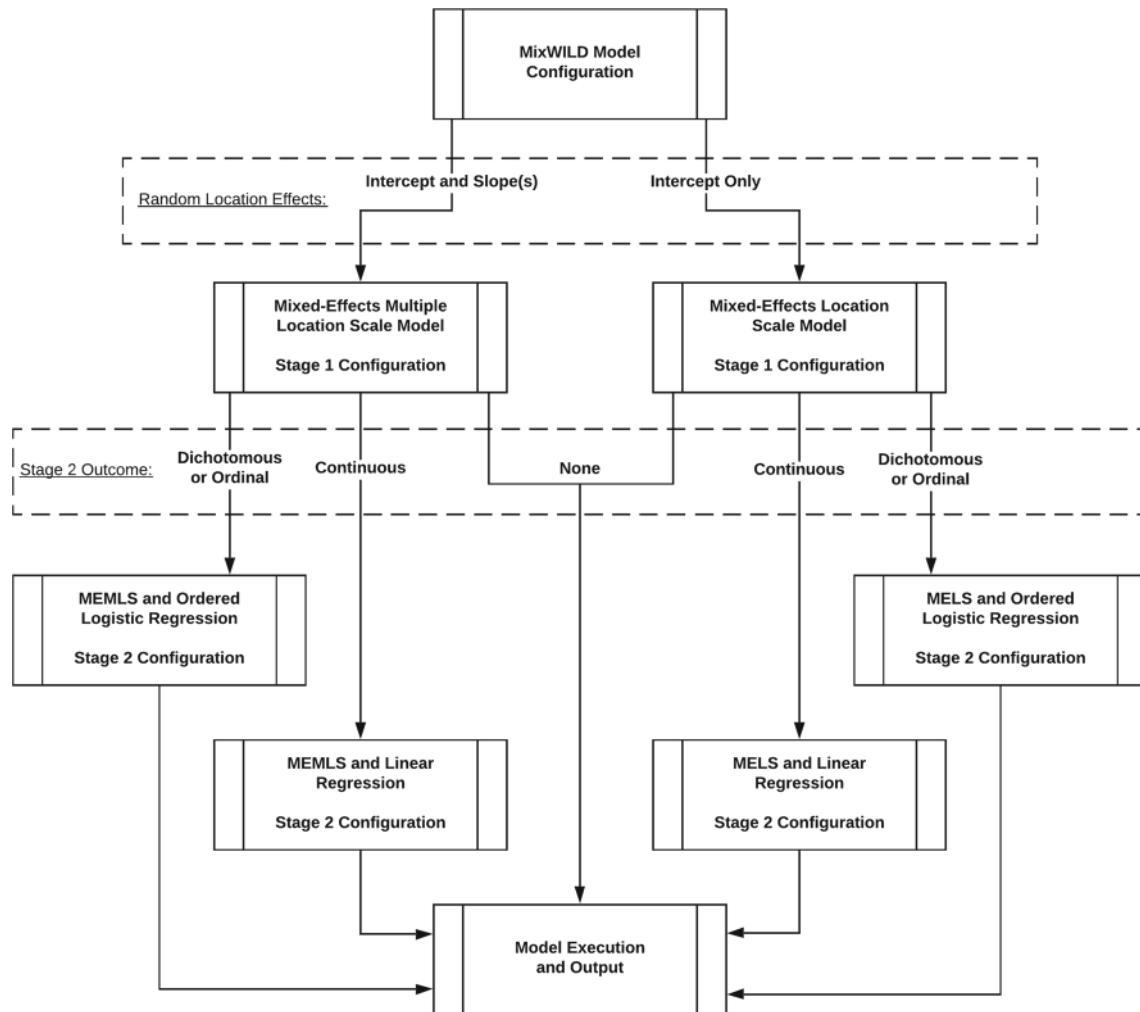 MixWILD Model
Configuration
Intercept and Slope(s)
Intercept Only
Random Location Effects:
Mixed-Effects Multiple
Location Scale Model
Stage 1 Configuration
Mixed-Effects Location
Scale Model
Stage 1 Configuration
Stage 2 Outcome:
Dichotomous
or Ordinal
Continuous
None
Continuous
Dichotomous
or Ordinal
MEMLS and Ordered
Logistic Regression
Stage 2 Configuration
MELS and Ordered
Logistic Regression
Stage 2 Configuration
MEMLS and Linear
Regression
Stage 2 Configuration
MELS and Linear
Regression
Stage 2 Configuration
Model Execution
and Output